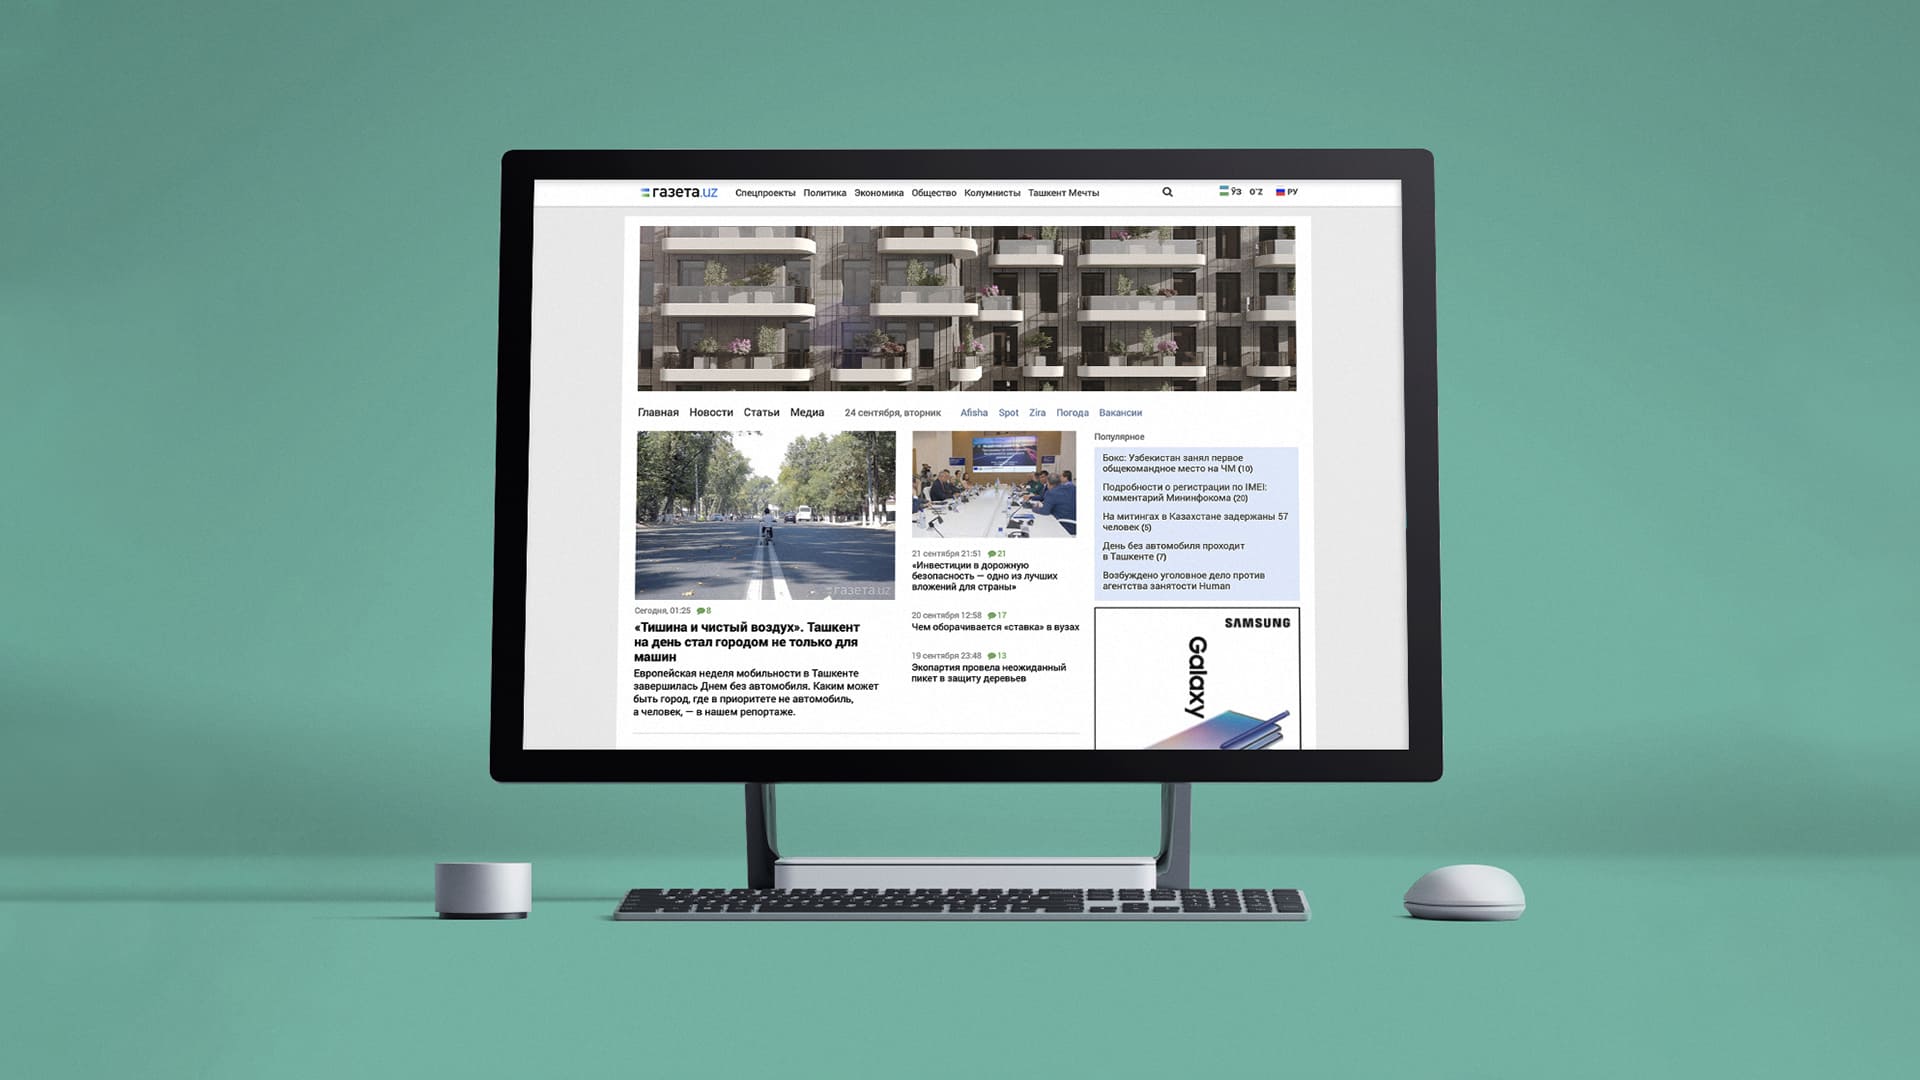 газета.uz
Спецпроекты Политика Экономика Общество Колумнисты Ташкент Мечты
ЎЗ O'Z РУ
Главная Новости Статьи Медиа 24 сентября, вторник Afisha Spot Zira Погода Вакансии
газета.uz
Сегодня, 01:25 8
«Тишина и чистый воздух». Ташкент
на день стал городом не только для
машин
Европейская неделя мобильности в Ташкенте
завершилась Днем без автомобиля. Каким может
быть город, где в приоритете не автомобиль,
а человек, — в нашем репортаже.
21 сентября 21:51 21
«Инвестиции в дорожную
безопасность — одно из лучших
вложений для страны»
20 сентября 12:58 17
Чем оборачивается «ставка» в вузах
19 сентября 23:48 13
Экопартия провела неожиданный
пикет в защиту деревьев
Популярное
Бокс: Узбекистан занял первое
общекомандное место на ЧМ (10)
Подробности о регистрации по IMEI:
комментарий Мининфокома (20)
На митингах в Казахстане задержаны 57
человек (5)
День без автомобиля проходит
в Ташкенте (7)
Возбуждено уголовное дело против
агентства занятости Human
SAMSUNG
Galaxy